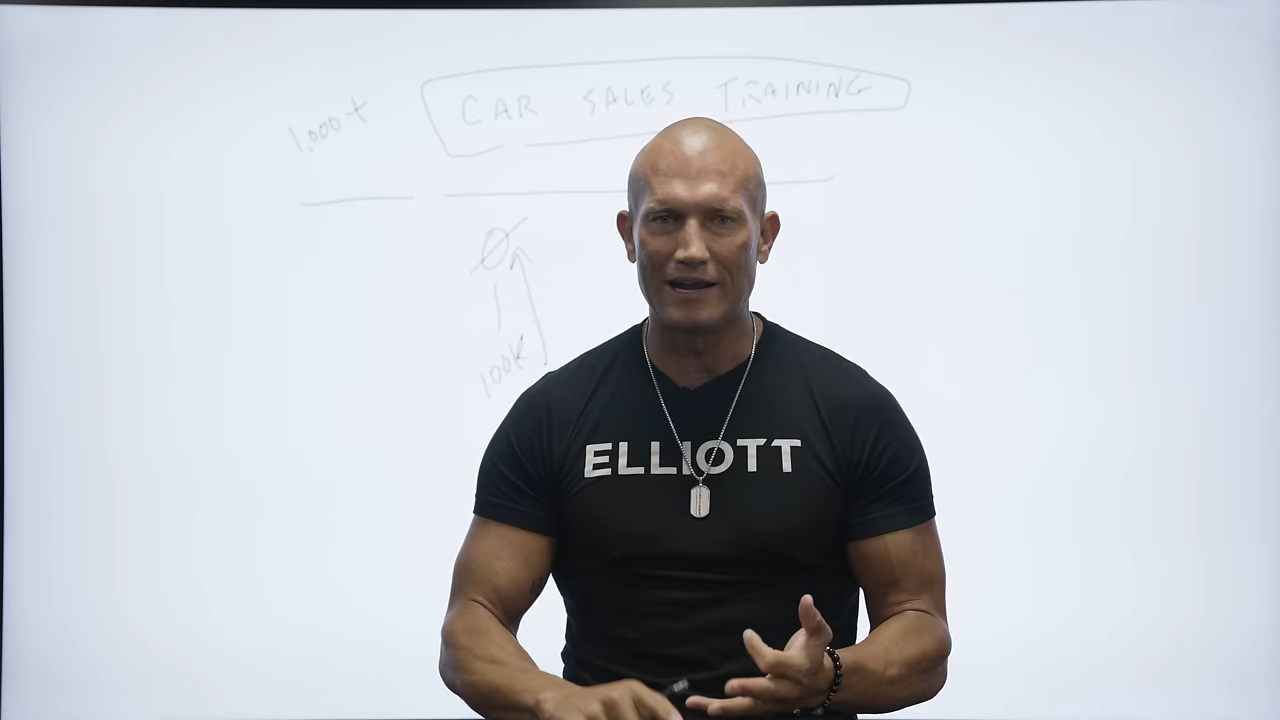 CAR SALES TRAINING
1,000+
Ø
100K
ELLIOTT